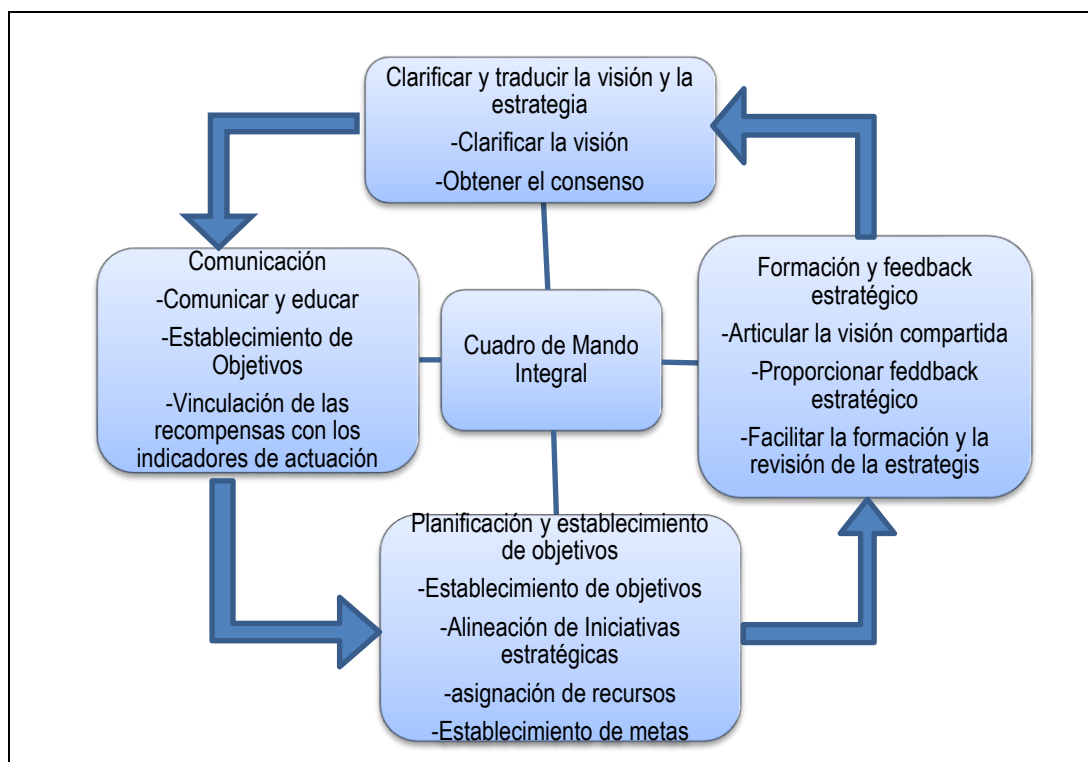 Clarificar y traducir la visión y la
estrategia
-Clarificar la visión
-Obtener el consenso
Comunicación
-Comunicar y educar
-Establecimiento de
Objetivos
-Vinculación de las
recompensas con los
indicadores de actuación
Cuadro de Mando
Integral
Formación y feedback
estratégico
-Articular la visión compartida
-Proporcionar feddback
estratégico
-Facilitar la formación y la
revisión de la estrategis
Planificación y establecimiento
de objetivos
-Establecimiento de objetivos
-Alineación de Iniciativas
estratégicas
-asignación de recursos
-Establecimiento de metas